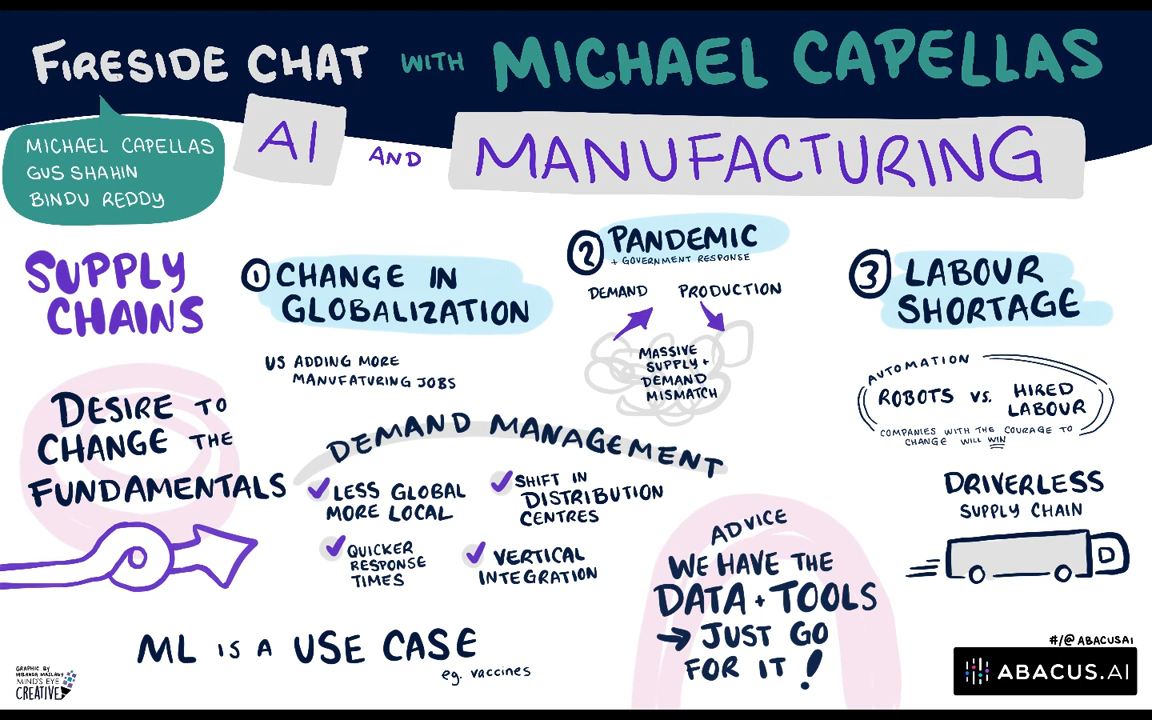 FIRESIDE CHAT WITH MICHAEL CAPELLAS
MICHAEL CAPELLAS
GUS SHAHIN
BINDU REDDY
AI AND MANUFACTURING
SUPPLY
CHAINS
1 CHANGE IN
GLOBALIZATION
US ADDING MORE
MANUFATURING JOBS
2 PANDEMIC
+ GOVERNMENT RESPONSE
DEMAND PRODUCTION
MASSIVE
SUPPLY +
DEMAND
MISMATCH
3 LABOUR
SHORTAGE
AUTOMATION
ROBOTS VS. HIRED
LABOUR
COMPANIES WITH THE COURAGE TO
CHANGE WILL WIN
DESIRE TO
CHANGE THE
FUNDAMENTALS
DEMAND MANAGEMENT
LESS GLOBAL
MORE LOCAL
SHIFT IN
DISTRIBUTION
CENTRES
QUICKER
RESPONSE
TIMES
VERTICAL
INTEGRATION
ADVICE
WE HAVE THE
DATA + TOOLS
→ JUST GO
FOR IT!
DRIVERLESS
SUPPLY CHAIN
D
ML IS A USE CASE
eg. vaccines
GRAPHIC BY
MIND'S EYE
CREATIVE
#/@ABACUSAI
ABACUS.AI